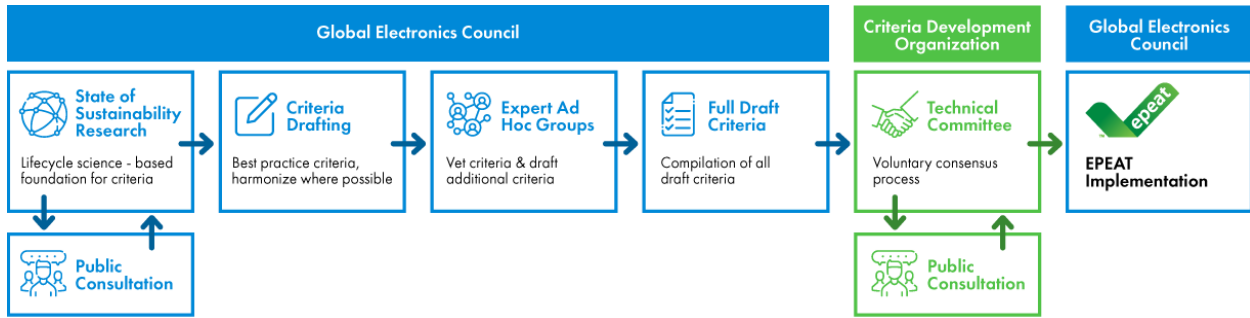 Global Electronics Council
Criteria Development
Organization
Global Electronics
Council
State of
Sustainability
Research
Lifecycle science - based
foundation for criteria
Criteria
Drafting
Best practice criteria,
harmonize where possible
Expert Ad
Hoc Groups
Vet criteria & draft
additional criteria
Full Draft
Criteria
Compilation of all
draft criteria
Technical
Committee
Voluntary consensus
process
epeat
EPEAT
Implementation
Public
Consultation
Public
Consultation